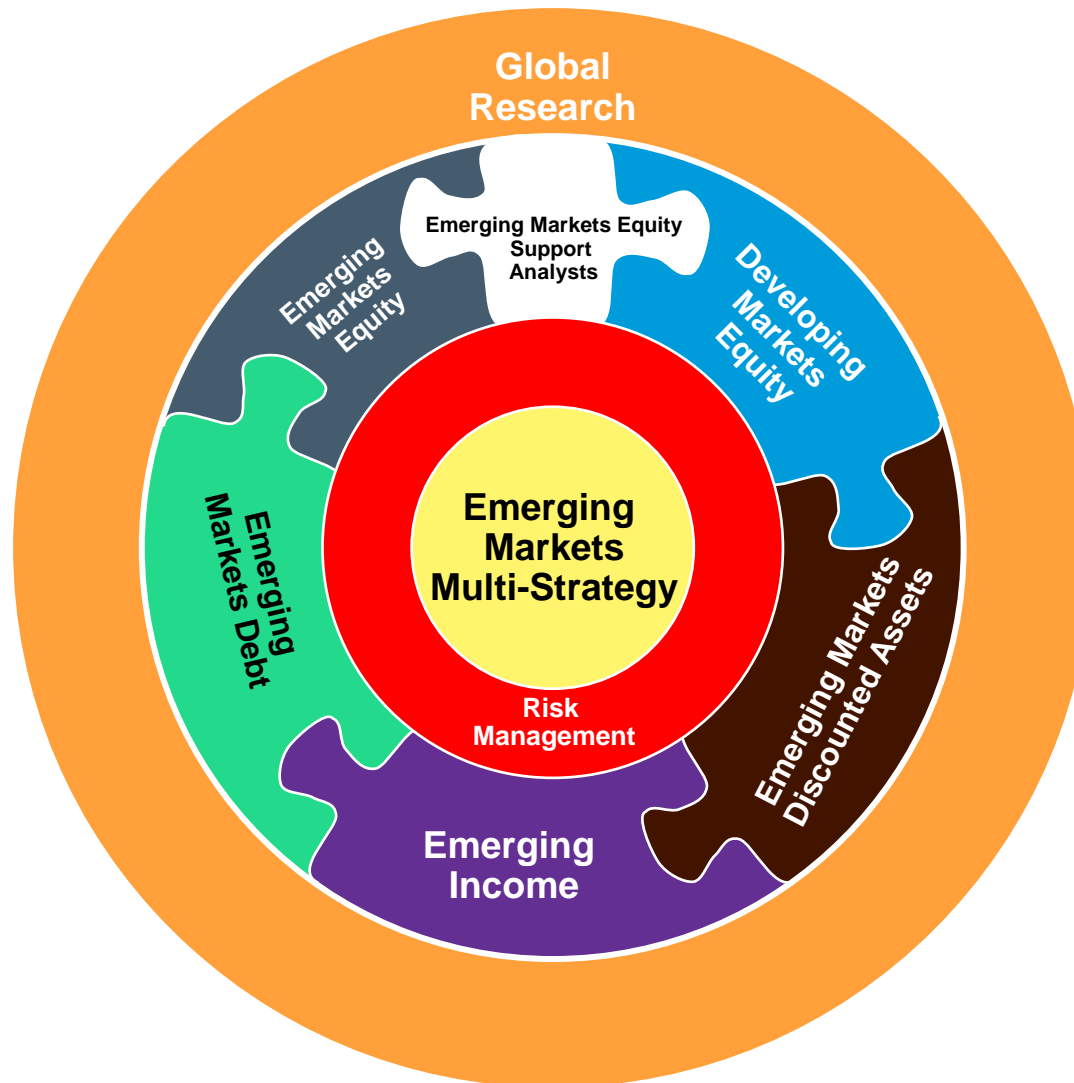 Global
Research
Emerging Markets Equity
Support
Analysts
Emerging
Markets
Equity
Developing
Markets
Equity
Emerging
Markets Debt
Emerging
Markets
Multi-Strategy
Emerging Markets
Discounted Assets
Risk
Management
Emerging
Income